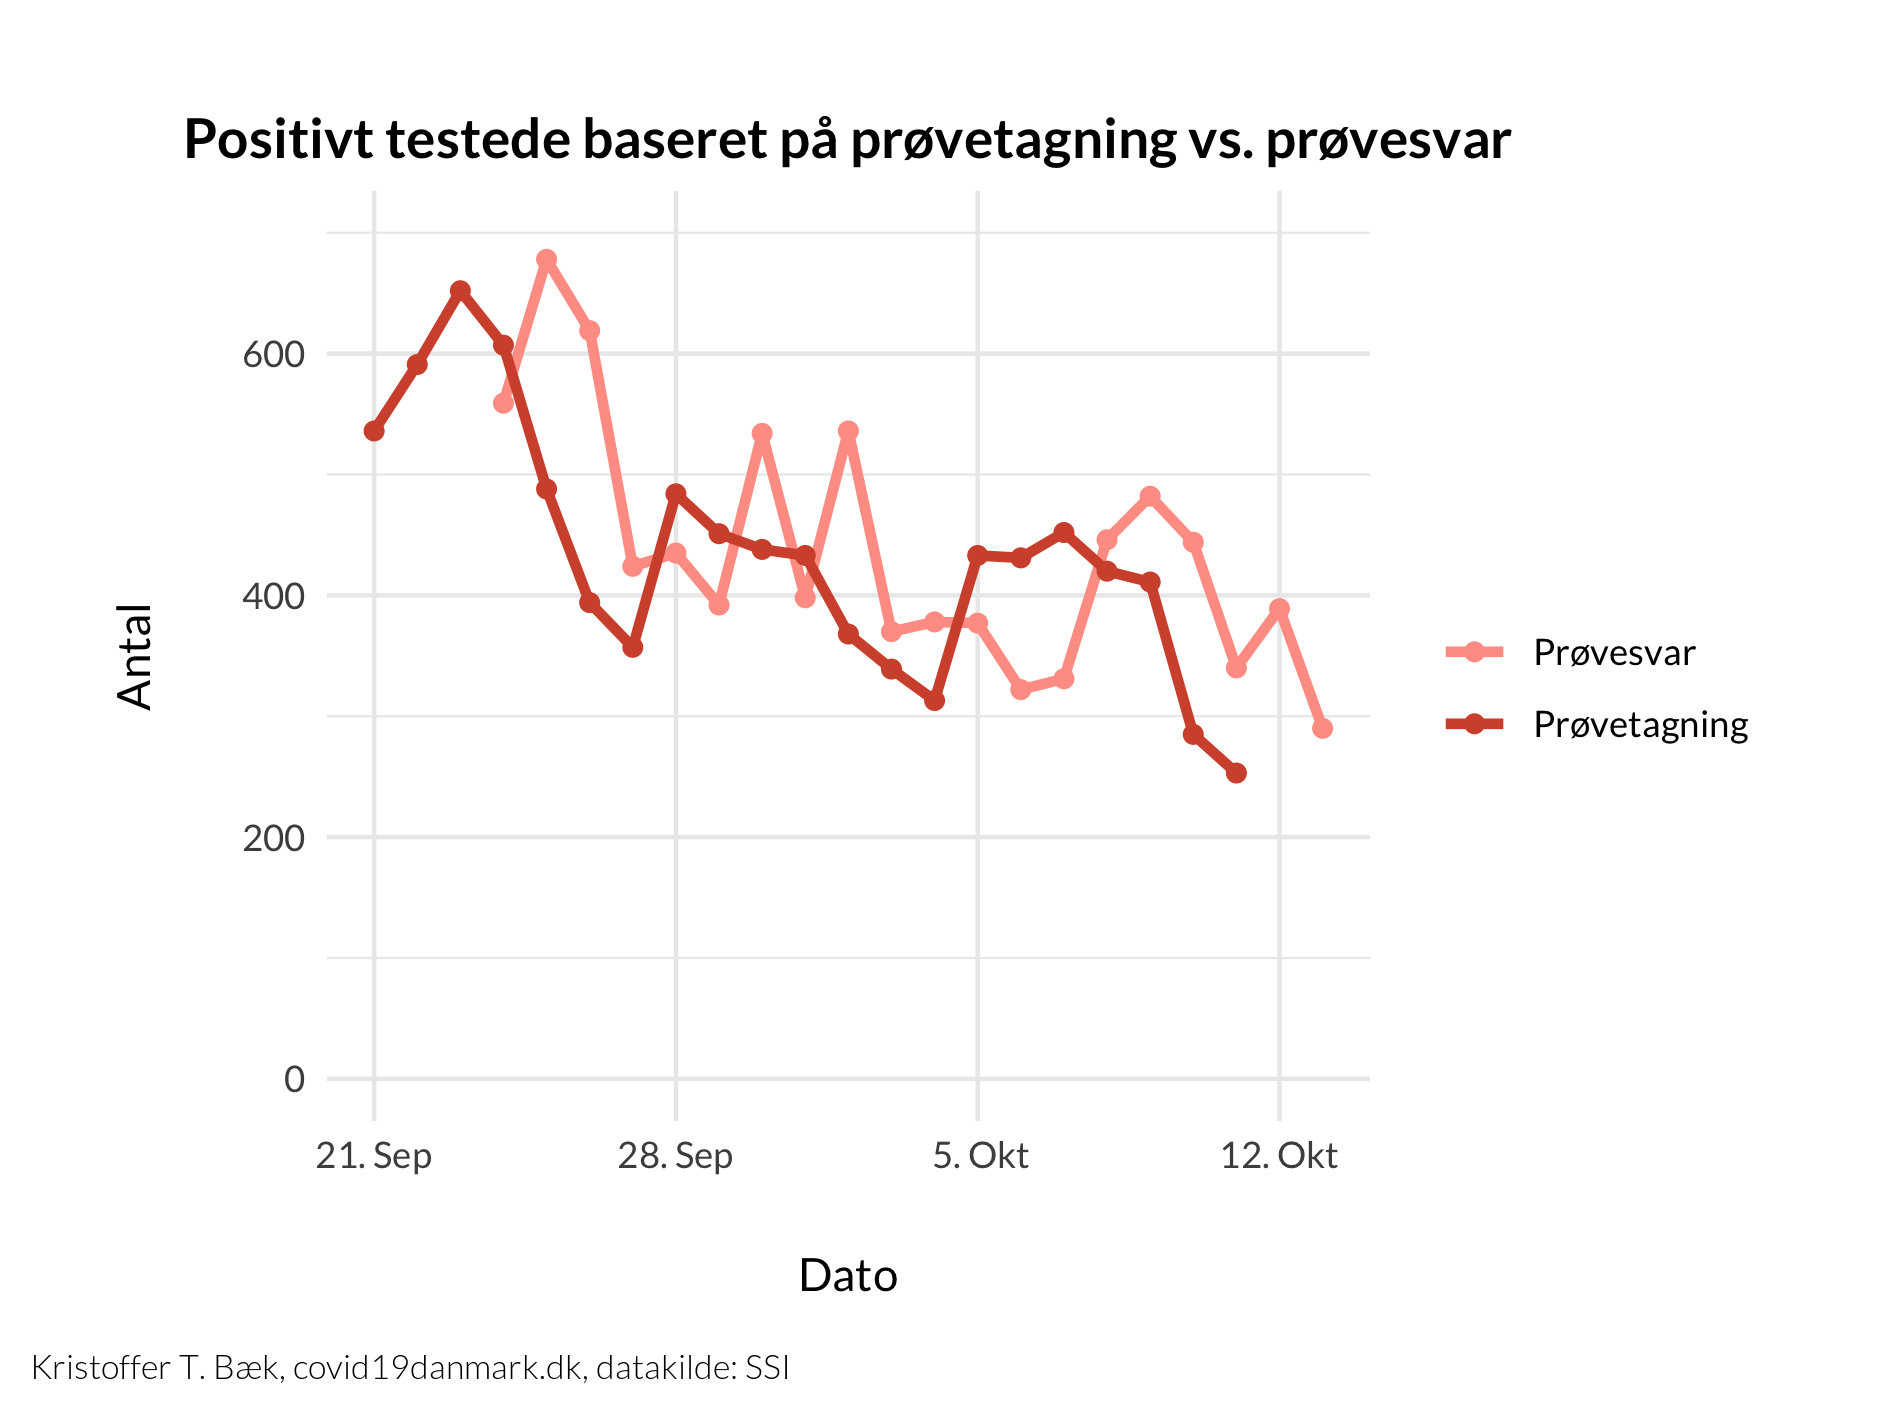 Positivt testede baseret på prøvetagning vs. prøvesvar
Antal
600
400
200
0
21. Sep
28. Sep
5. Okt
12. Okt
Dato
Prøvesvar
Prøvetagning
Kristoffer T. Bæk, covid19danmark.dk, datakilde: SSI